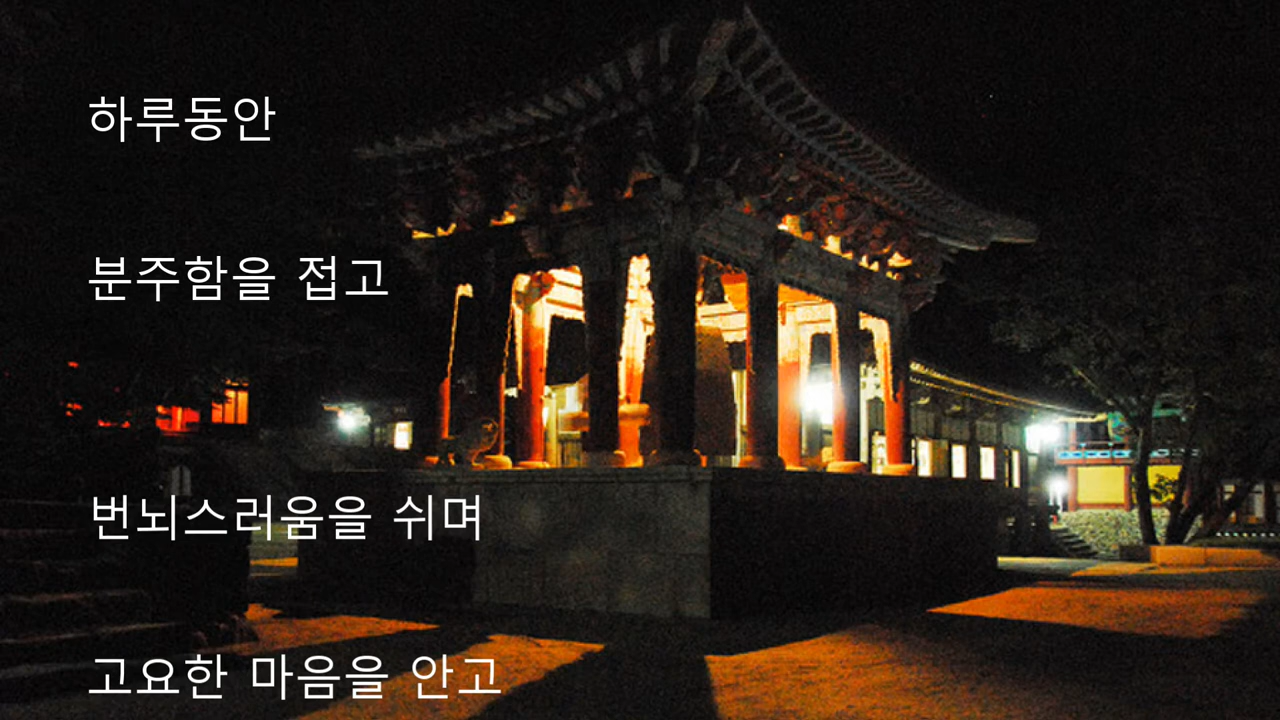 하루동안
분주함을 접고
번뇌스러움을 쉬며
고요한 마음을 안고